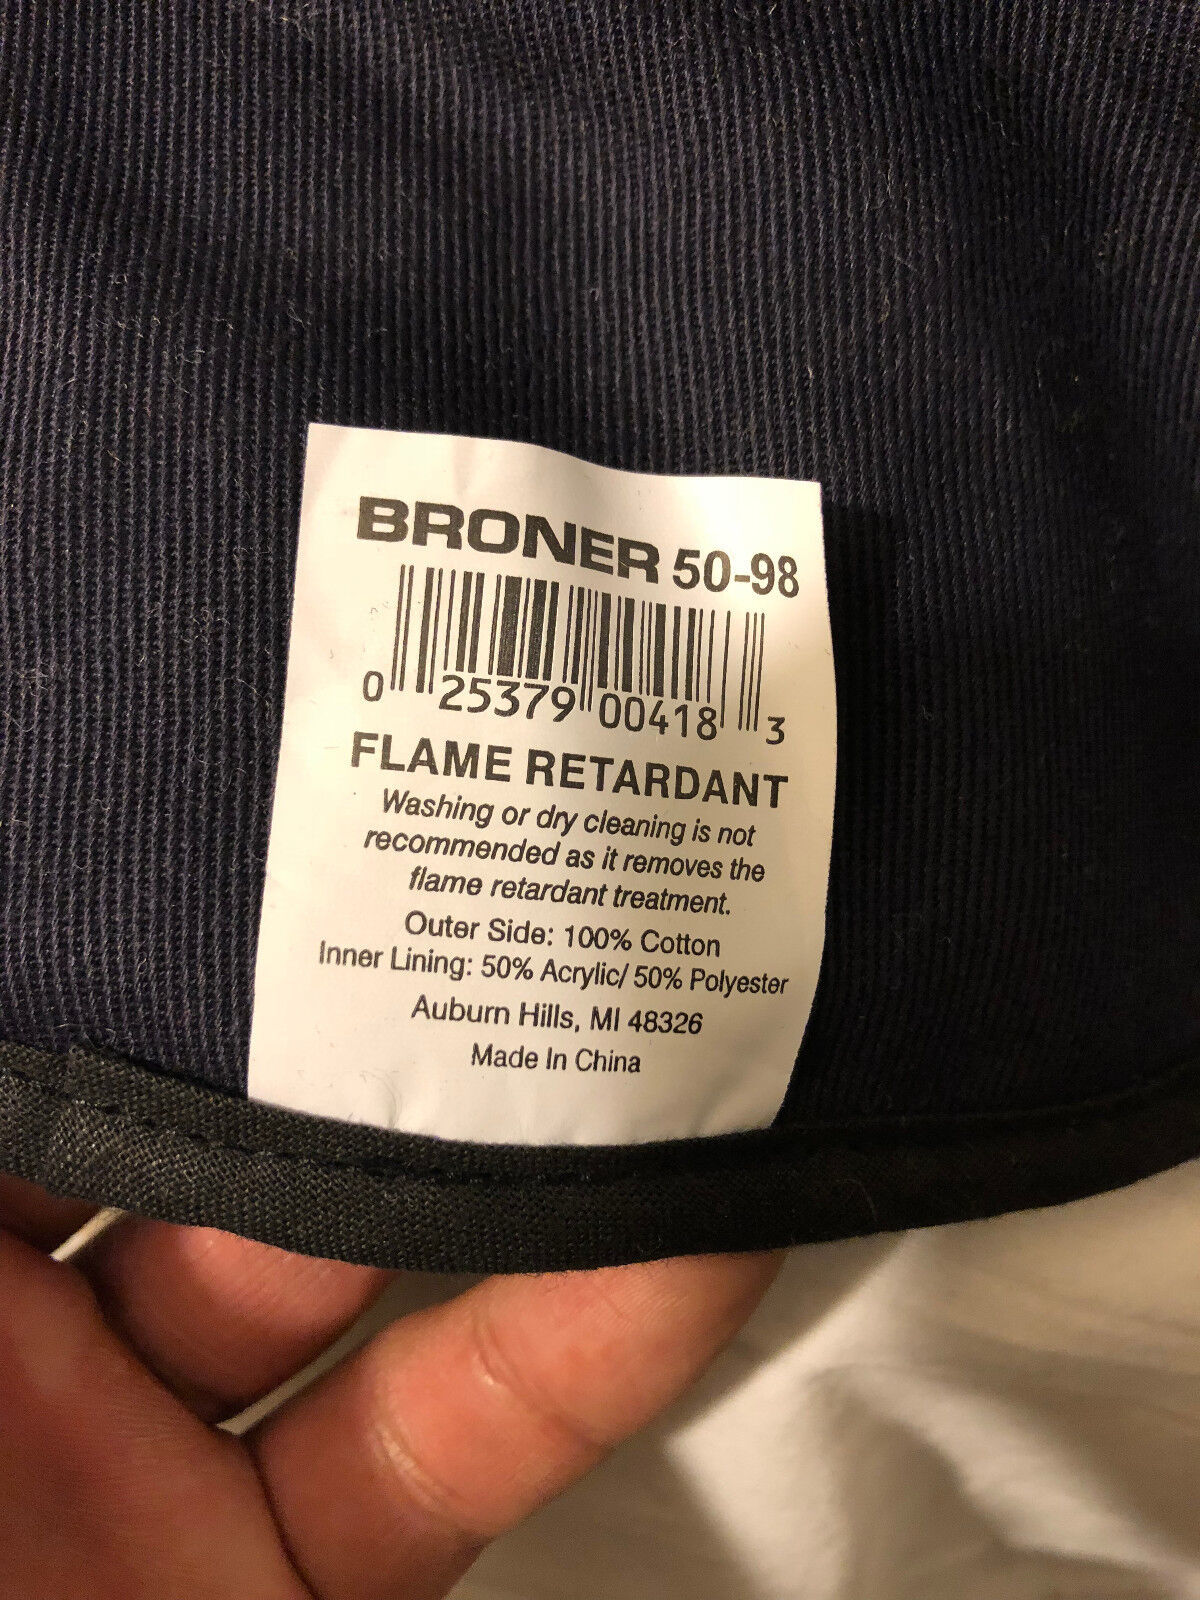 BRONER 50-98
0 25379 00418 3
FLAME RETARDANT
Washing or dry cleaning is not
recommended as it removes the
flame retardant treatment.
Outer Side: 100% Cotton
Inner Lining: 50% Acrylic/ 50% Polyester
Auburn Hills, MI 48326
Made In China